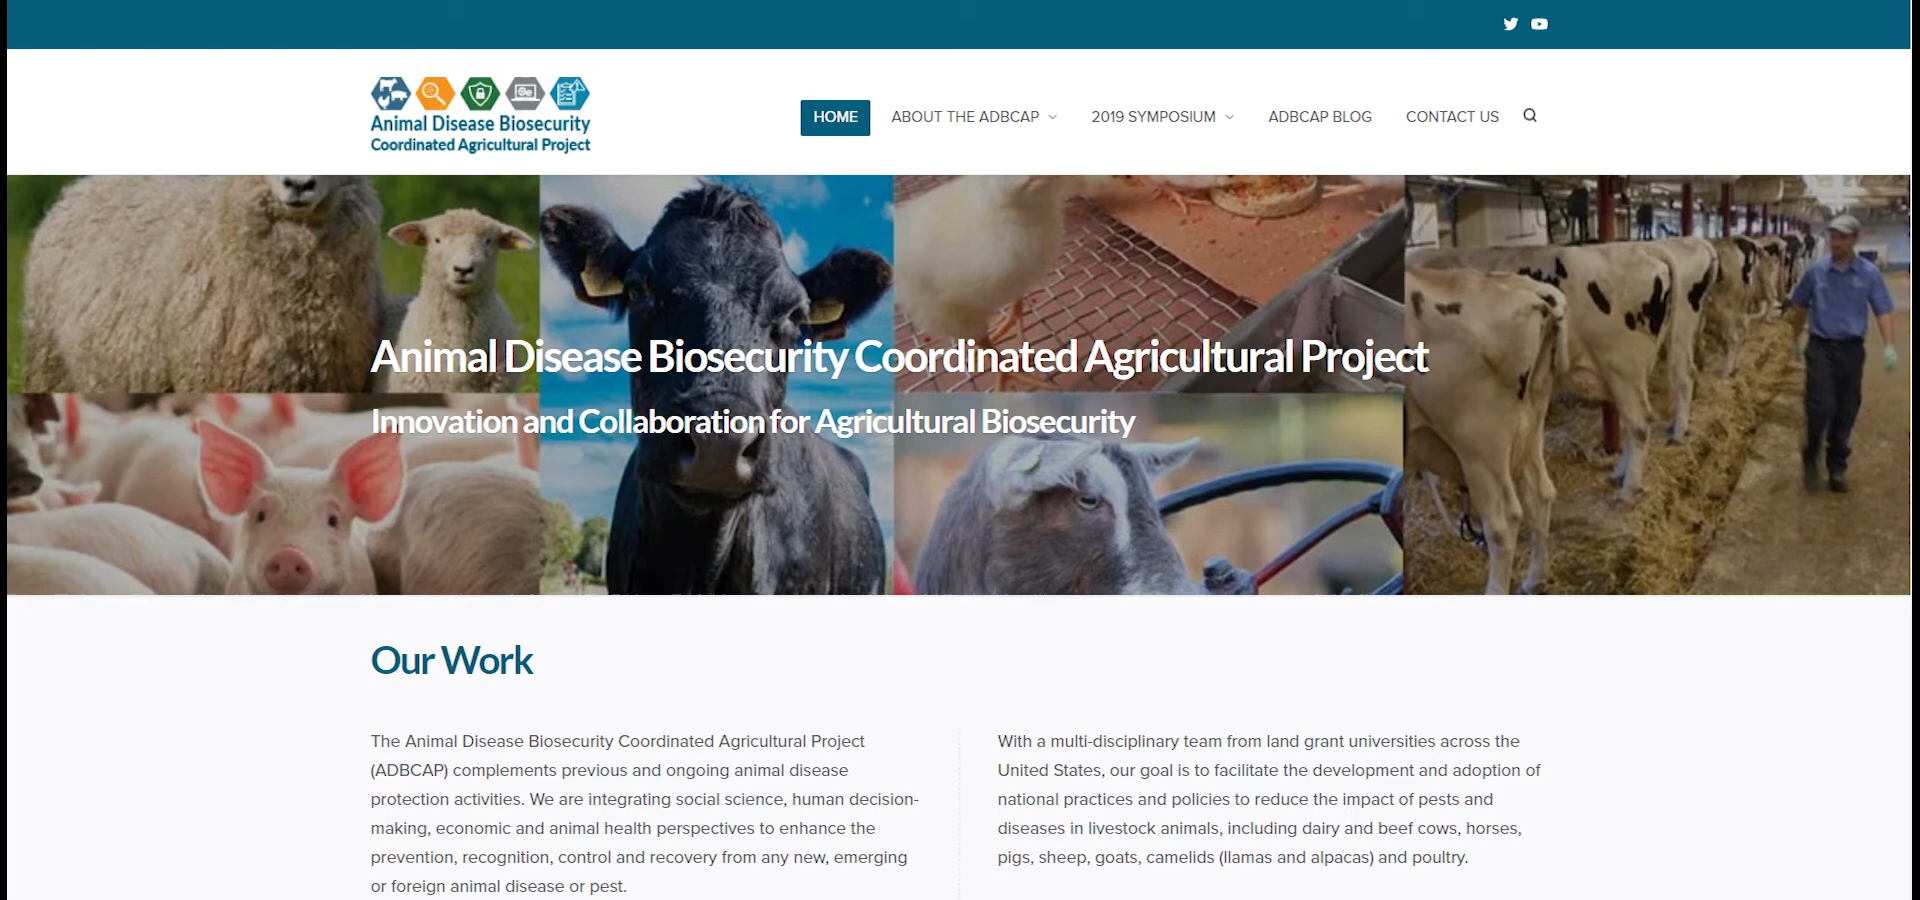 Animal Disease Biosecurity
Coordinated Agricultural Project
HOME
ABOUT THE ADBCAP
2019 SYMPOSIUM
ADBCAP BLOG
CONTACT US
Animal Disease Biosecurity Coordinated Agricultural Project
Innovation and Collaboration for Agricultural Biosecurity
Our Work
The Animal Disease Biosecurity Coordinated Agricultural Project
(ADBCAP) complements previous and ongoing animal disease
protection activities. We are integrating social science, human decision-
making, economic and animal health perspectives to enhance the
prevention, recognition, control and recovery from any new, emerging
or foreign animal disease or pest.
With a multi-disciplinary team from land grant universities across the
United States, our goal is to facilitate the development and adoption of
national practices and policies to reduce the impact of pests and
diseases in livestock animals, including dairy and beef cows, horses,
pigs, sheep, goats, camelids (llamas and alpacas) and poultry.